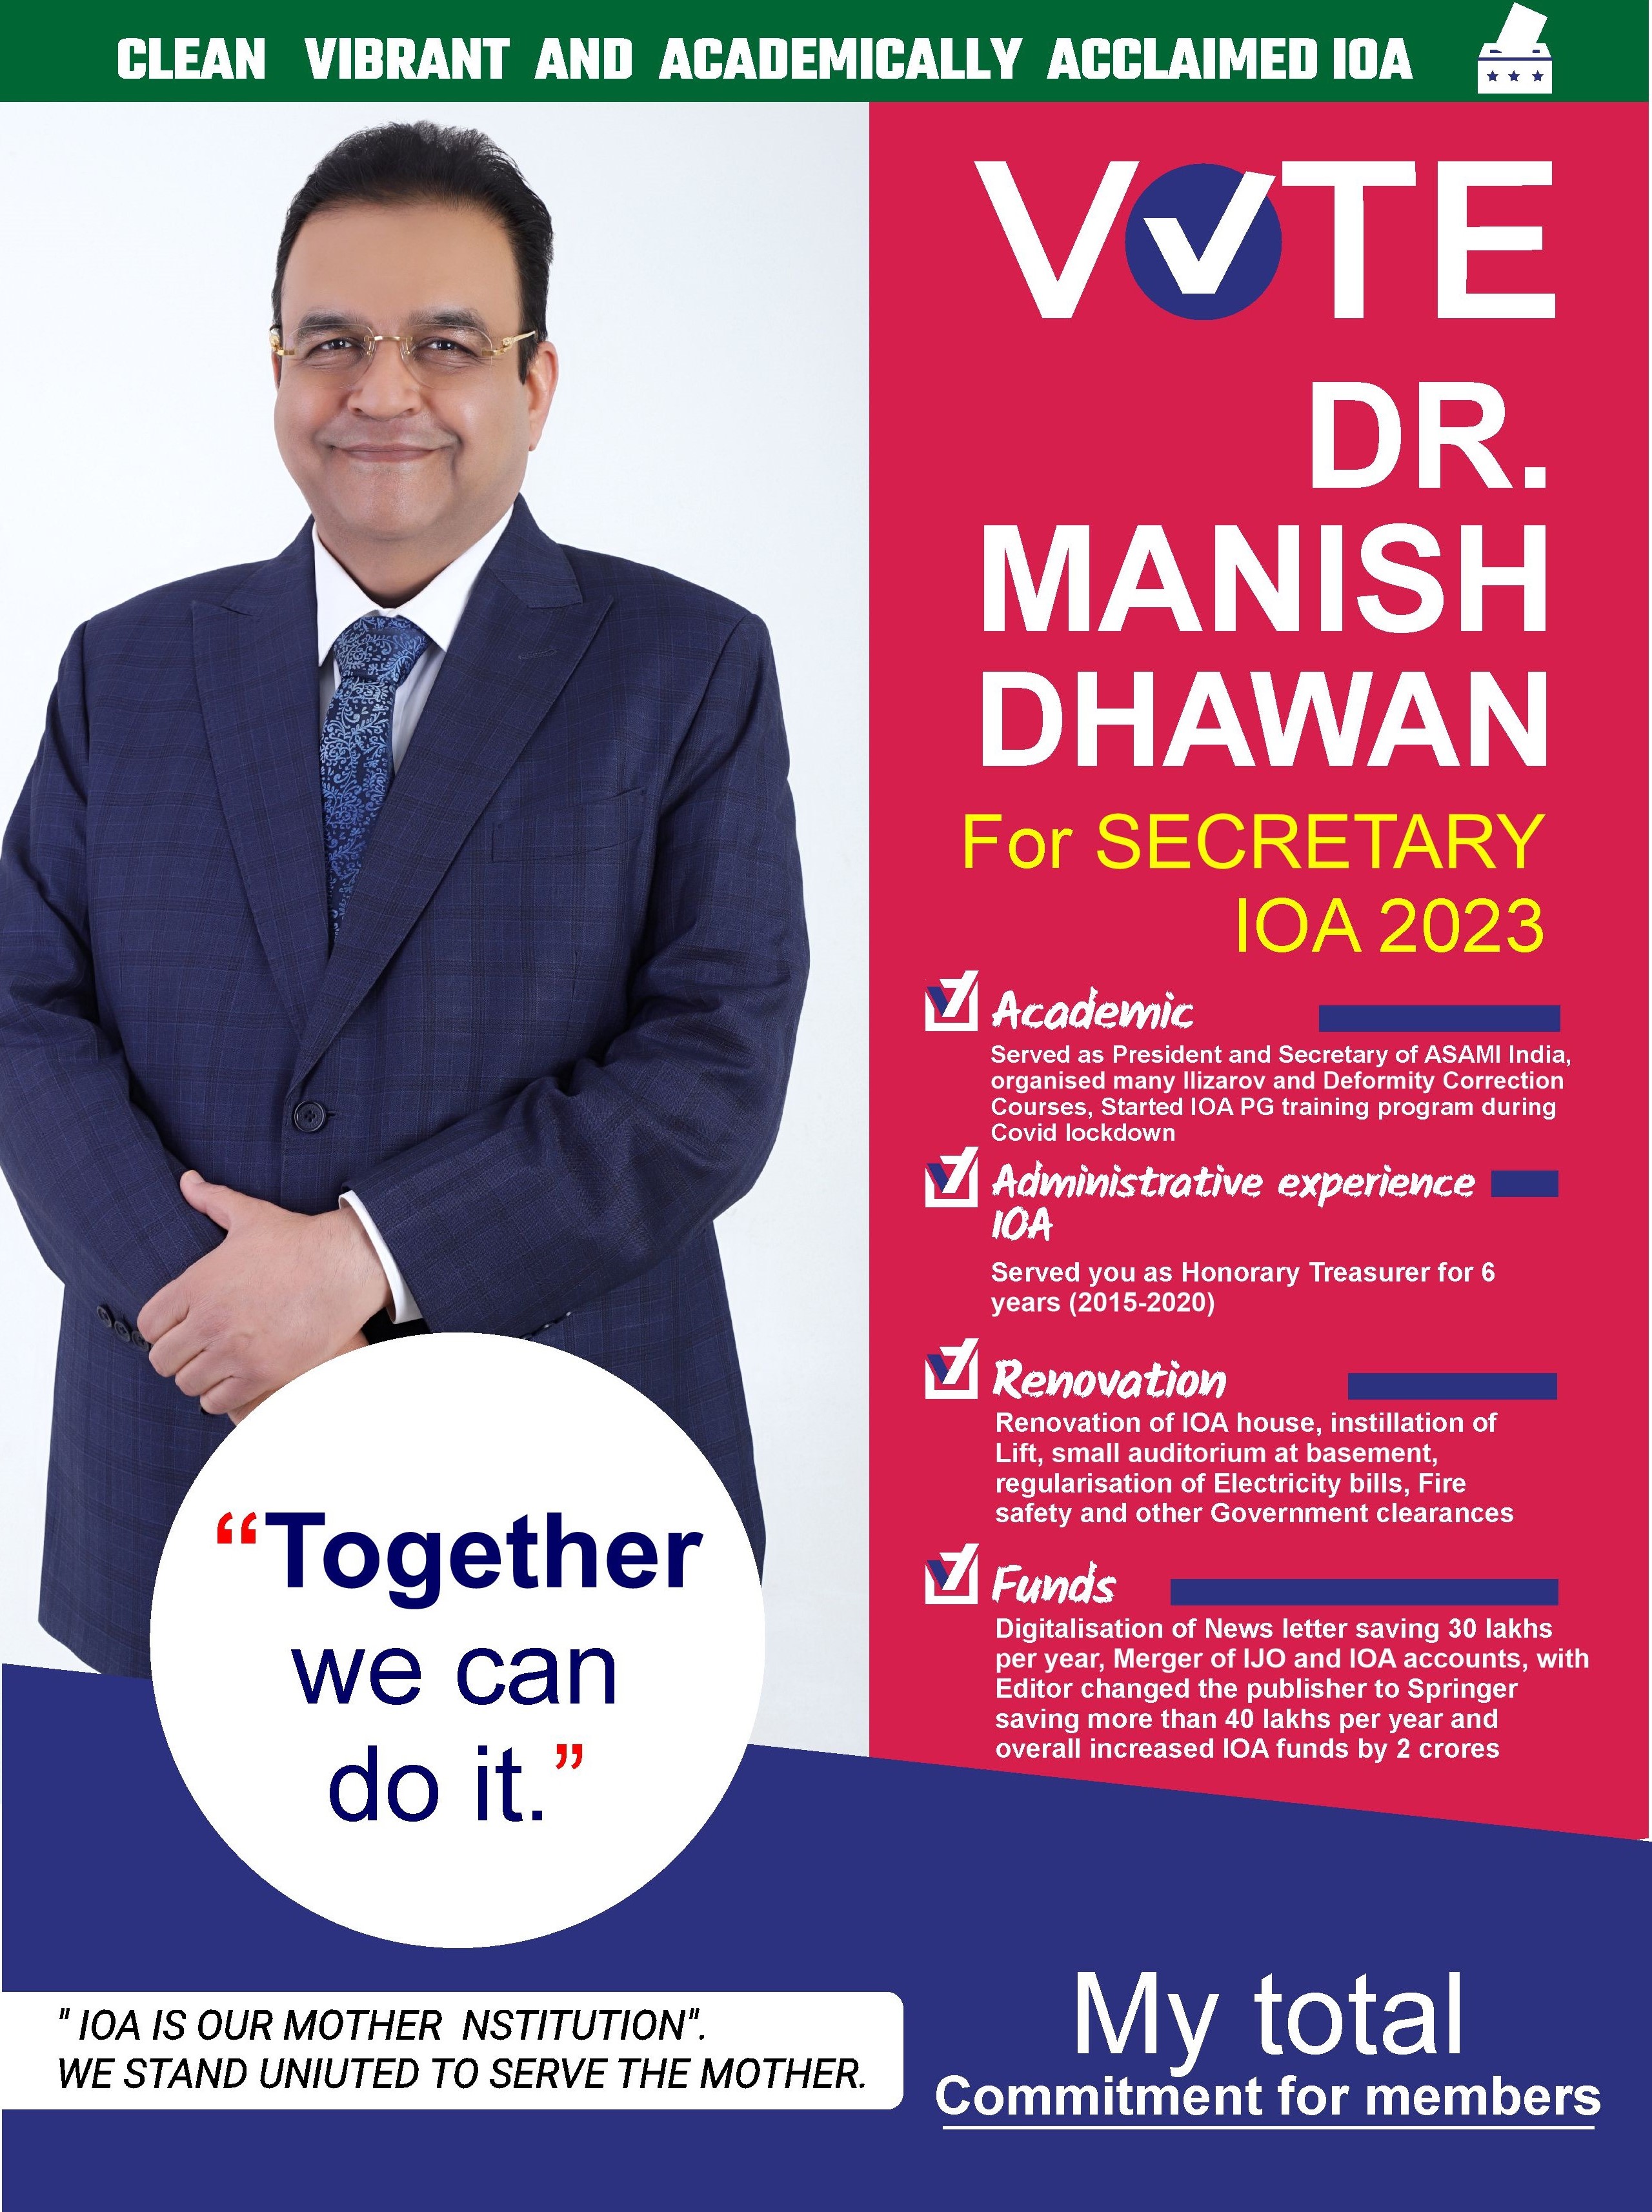 CLEAN VIBRANT AND ACADEMICALLY ACCLAIMED IOA
VOTE
DR.
MANISH
DHAWAN
For SECRETARY
IOA 2023
Academic
Served as President and Secretary of ASAMI India,
organised many Ilizarov and Deformity Correction
Courses, Started IOA PG training program during
Covid lockdown
Administrative experience
IOA
Served you as Honorary Treasurer for 6
years (2015-2020)
Renovation
Renovation of IOA house, instillation of
Lift, small auditorium at basement,
regularisation of Electricity bills, Fire
safety and other Government clearances
Funds
Digitalisation of News letter saving 30 lakhs
per year, Merger of IJO and IOA accounts, with
Editor changed the publisher to Springer
saving more than 40 lakhs per year and
overall increased IOA funds by 2 crores
“Together
we can
do it.”
" IOA IS OUR MOTHER NSTITUTION".
WE STAND UNIUTED TO SERVE THE MOTHER.
My total
Commitment for members